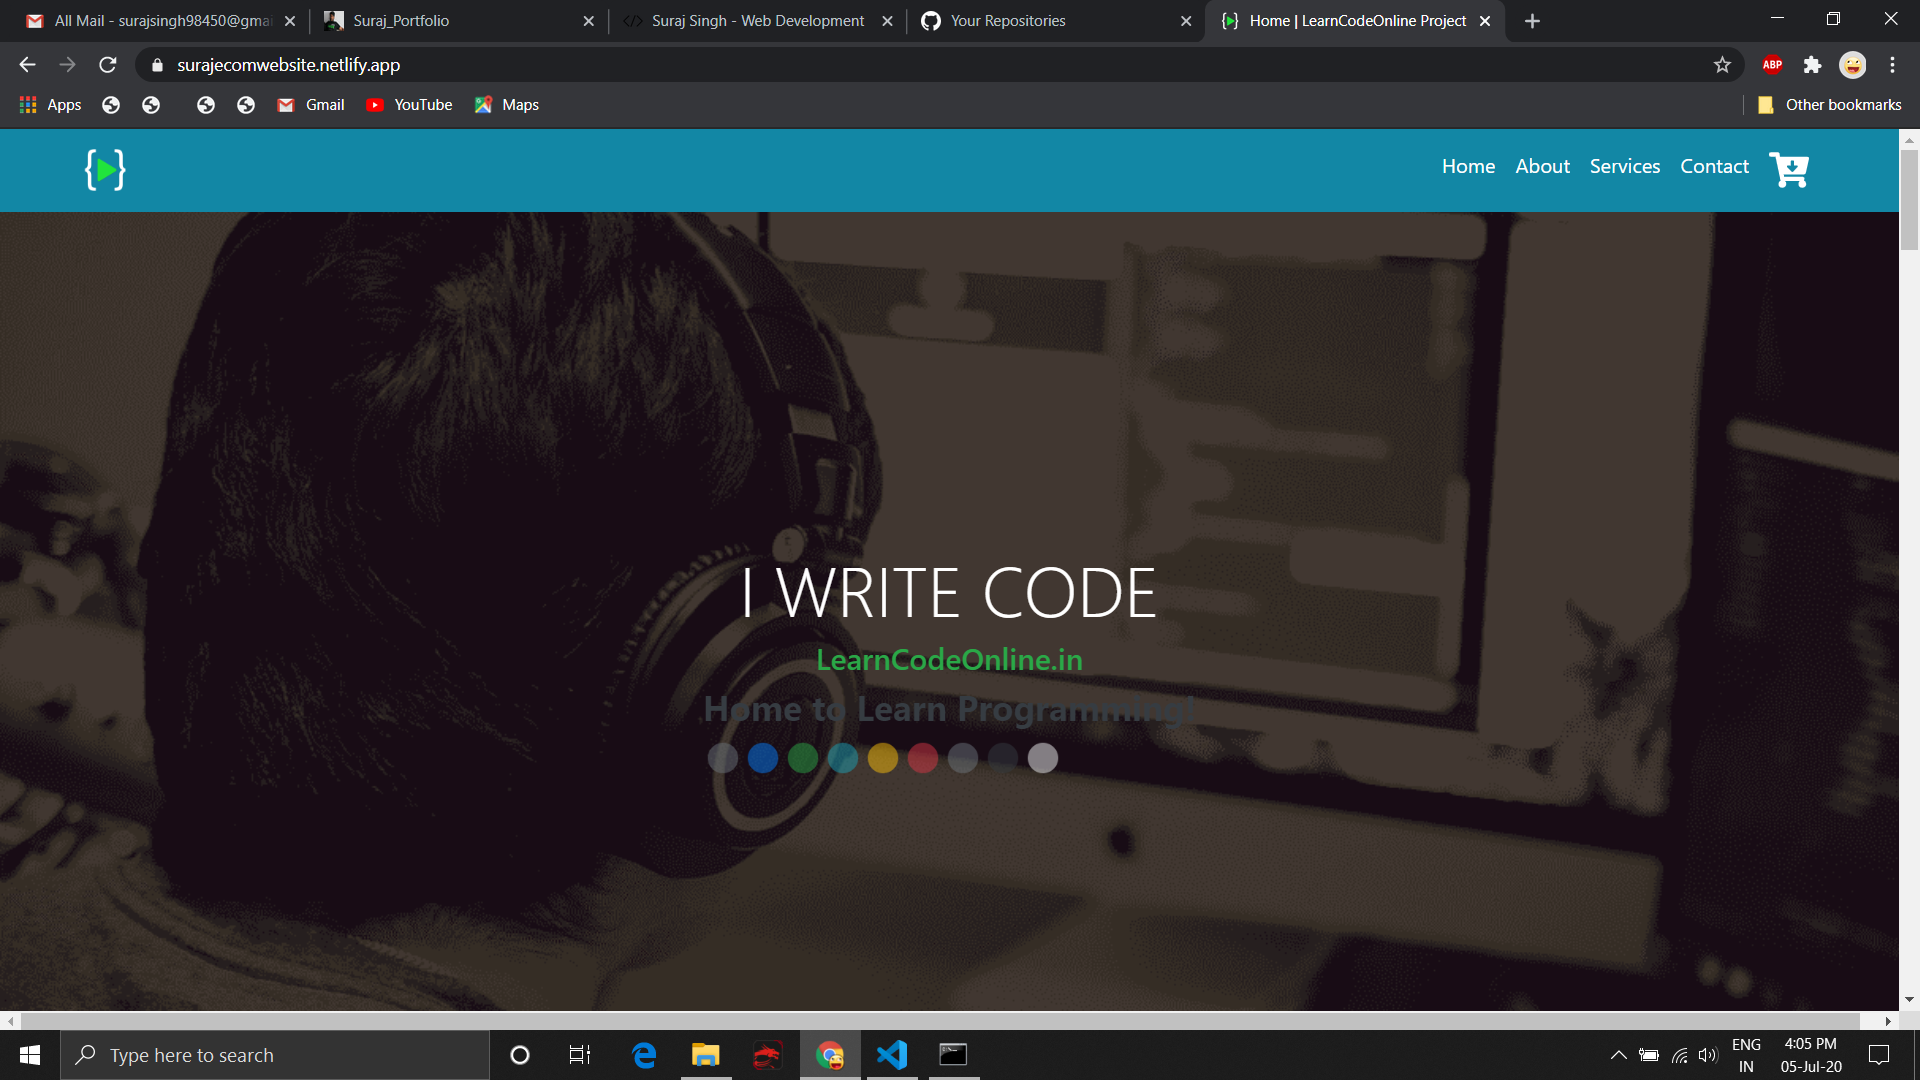 All Mail - surajsingh98450@gmai
Suraj_Portfolio
Suraj Singh - Web Development
Your Repositories
Home | LearnCodeOnline Project
surajecomwebsite.netlify.app
ABP
Apps
Gmail
YouTube
Maps
Other bookmarks
Home
About
Services
Contact
I WRITE CODE
LearnCodeOnline.in
Home to Learn Programming!
Type here to search
ENG
IN
4:05 PM
05-Jul-20